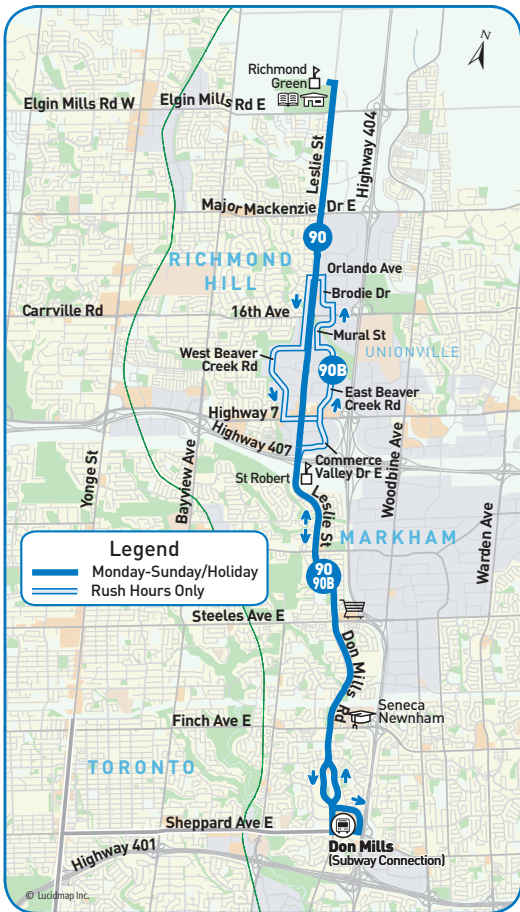 N
Richmond
Green
Elgin Mills Rd W
Elgin Mills Rd E
Leslie St
Highway 404
Major Mackenzie Dr E
90
RICHMOND
HILL
Orlando Ave
Brodie Dr
Carrville Rd
16th Ave
Mural St
UNIONVILLE
West Beaver
Creek Rd
90B
East Beaver
Creek Rd
Highway 7
Highway 407
Commerce
Valley Dr E
Woodbine Ave
Yonge St
Bayview Ave
St Robert
Leslie St
MARKHAM
Warden Ave
Legend
Monday-Sunday/Holiday
Rush Hours Only
90
90B
Steeles Ave E
Don Mills Rd
Seneca
Newnham
Finch Ave E
TORONTO
Sheppard Ave E
Don Mills
(Subway Connection)
Highway 401
© Lucidmap Inc.